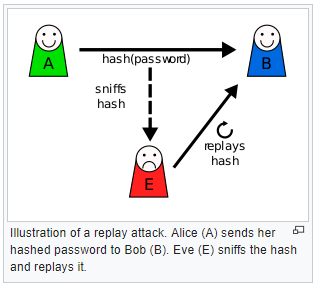 A
B
hash(password)
sniffs
hash
replays
hash
E
Illustration of a replay attack. Alice (A) sends her
hashed password to Bob (B). Eve (E) sniffs the hash
and replays it.